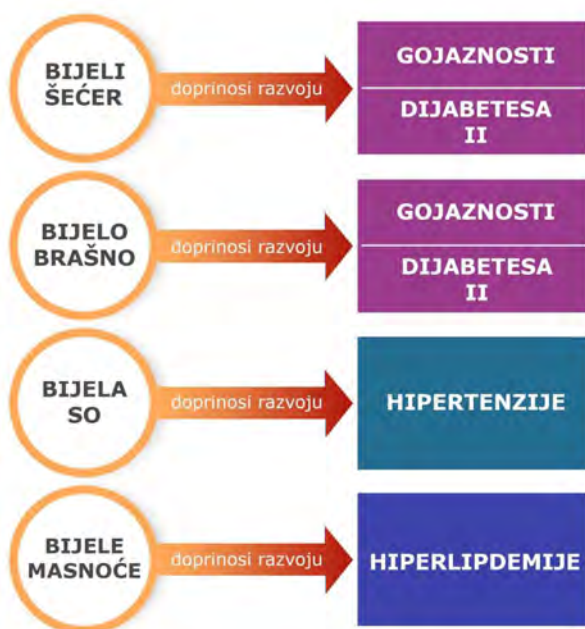 BIJELI
ŠEĆER
doprinosi razvoju
GOJAZNOSTI
DIJABETESA
II
BIJELO
BRAŠNO
doprinosi razvoju
GOJAZNOSTI
DIJABETESA
II
BIJELA
SO
doprinosi razvoju
HIPERTENZIJE
BIJELE
MASNOĆE
doprinosi razvoju
HIPERLIPDEMIJE